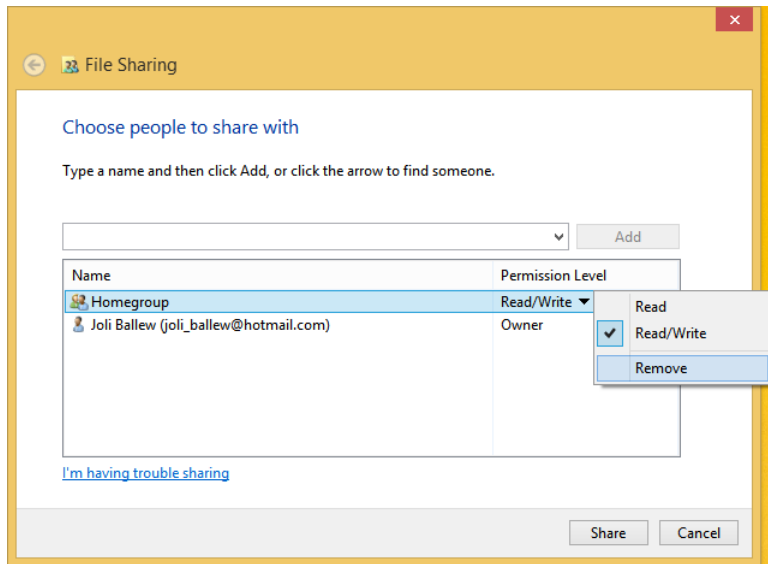 File Sharing
Choose people to share with
Type a name and then click Add, or click the arrow to find someone.
Add
Name Permission Level
Homegroup Read/Write
Read
Joli Ballew (joli_ballew@hotmail.com) Owner
Read/Write
Remove
I'm having trouble sharing
Share Cancel